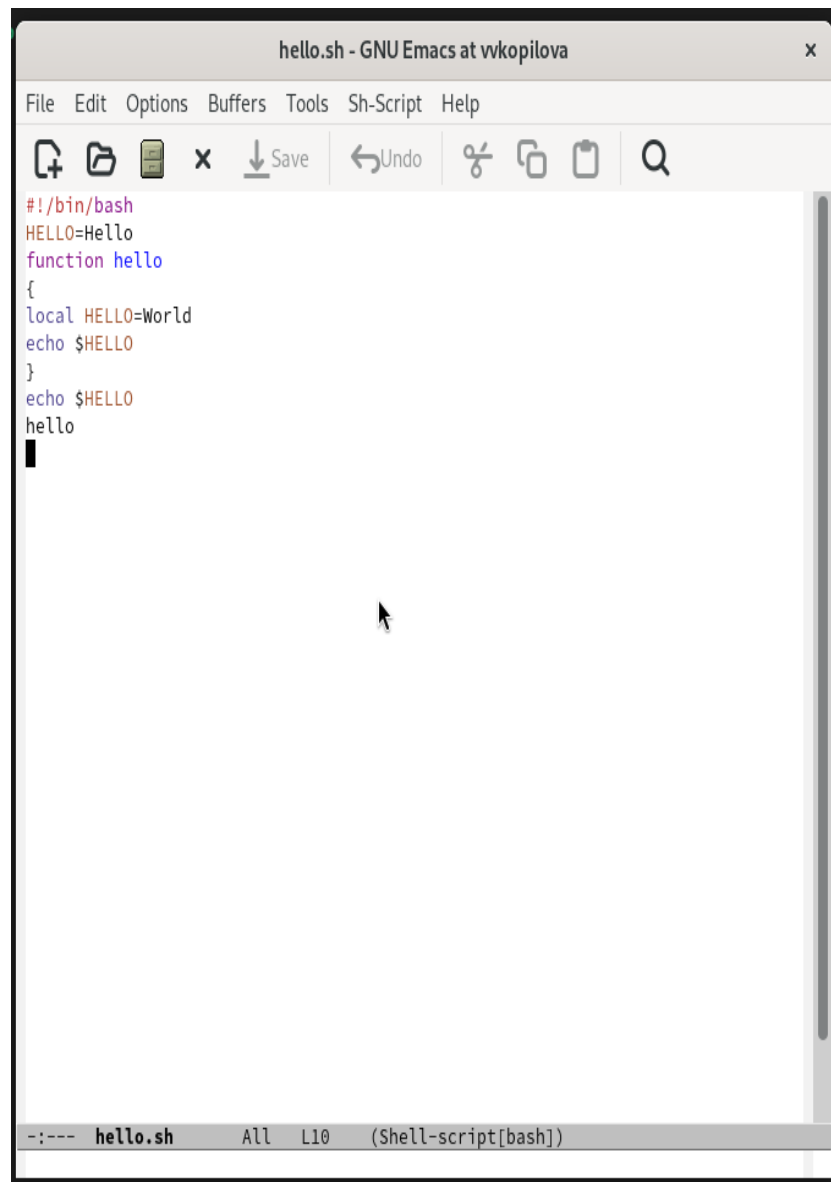 hello.sh - GNU Emacs at vvkopilova
x
File Edit Options Buffers Tools Sh-Script Help
Save Undo
#!/bin/bash
HELLO=Hello
function hello
{
local HELLO=World
echo $HELLO
}
echo $HELLO
hello
-:--- hello.sh All L10 (Shell-script[bash])